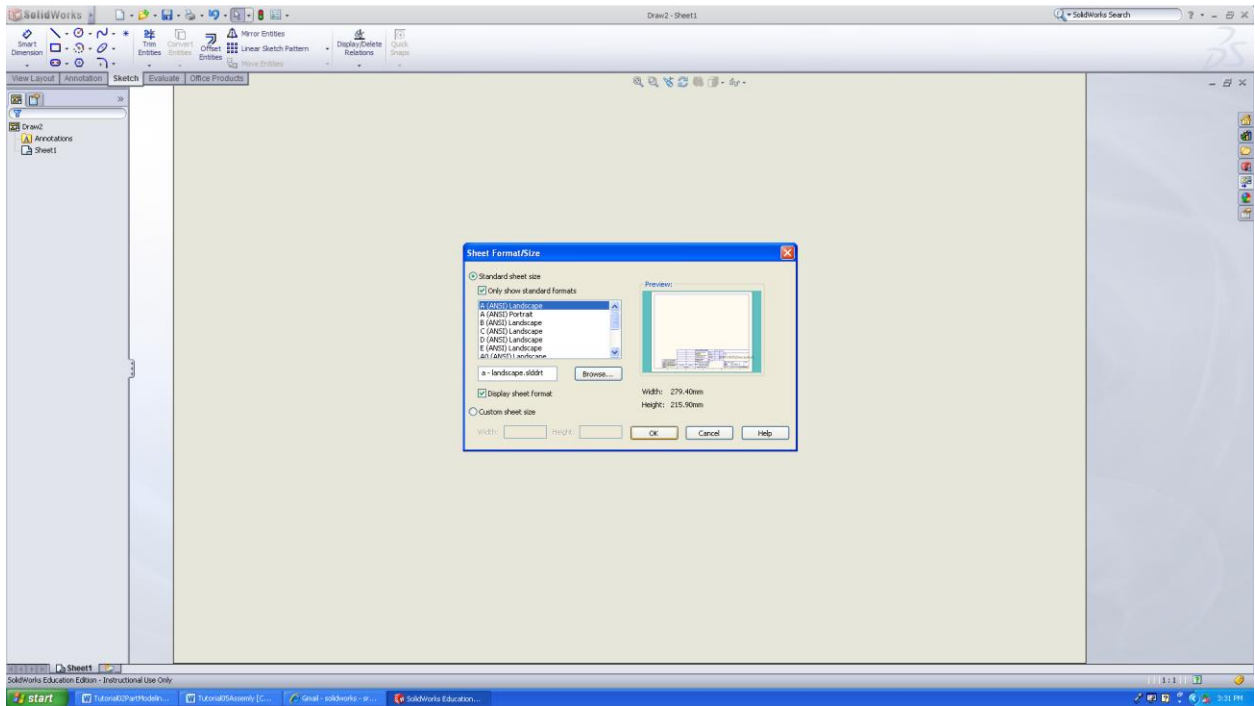 SolidWorks
Draw2 - Sheet1
SolidWorks Search
Smart Dimension
Trim Entities
Convert Entities
Offset Entities
Mirror Entities
Linear Sketch Pattern
Move Entities
Display/Delete Relations
Quick Snaps
View Layout
Annotation
Sketch
Evaluate
Office Products
Draw2
Annotations
Sheet1
Sheet Format/Size
Standard sheet size
Only show standard formats
A (ANSI) Landscape
A (ANSI) Portrait
B (ANSI) Landscape
C (ANSI) Landscape
D (ANSI) Landscape
E (ANSI) Landscape
A0 (ANSI) Landscape
a - landscape.slddrt
Browse...
Display sheet format
Custom sheet size
Width:
Height:
Preview:
Width: 279.40mm
Height: 215.90mm
OK
Cancel
Help
Sheet1
SolidWorks Education Edition - Instructional Use Only
1:1
start
Tutorial02PartModelin...
Tutorial05Assemly [C...
Gmail - solidworks - sr...
SolidWorks Education...
3:31 PM